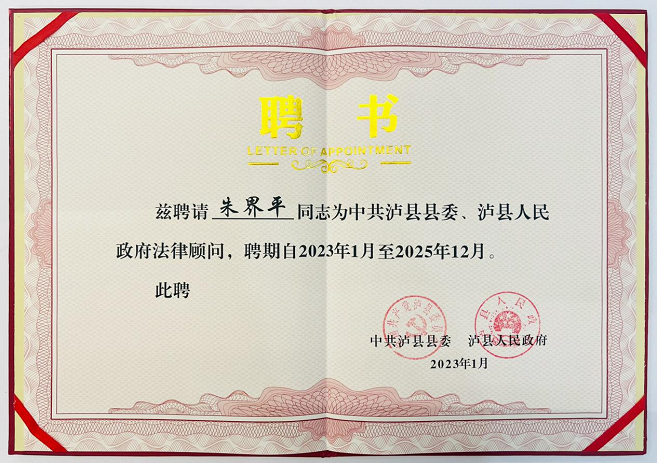 聘 书
LETTER OF APPOINTMENT
兹聘请 朱界平 同志为中共泸县县委、泸县人民
政府法律顾问，聘期自2023年1月至2025年12月。
此聘
中共泸县县委 泸县人民政府
2023年1月